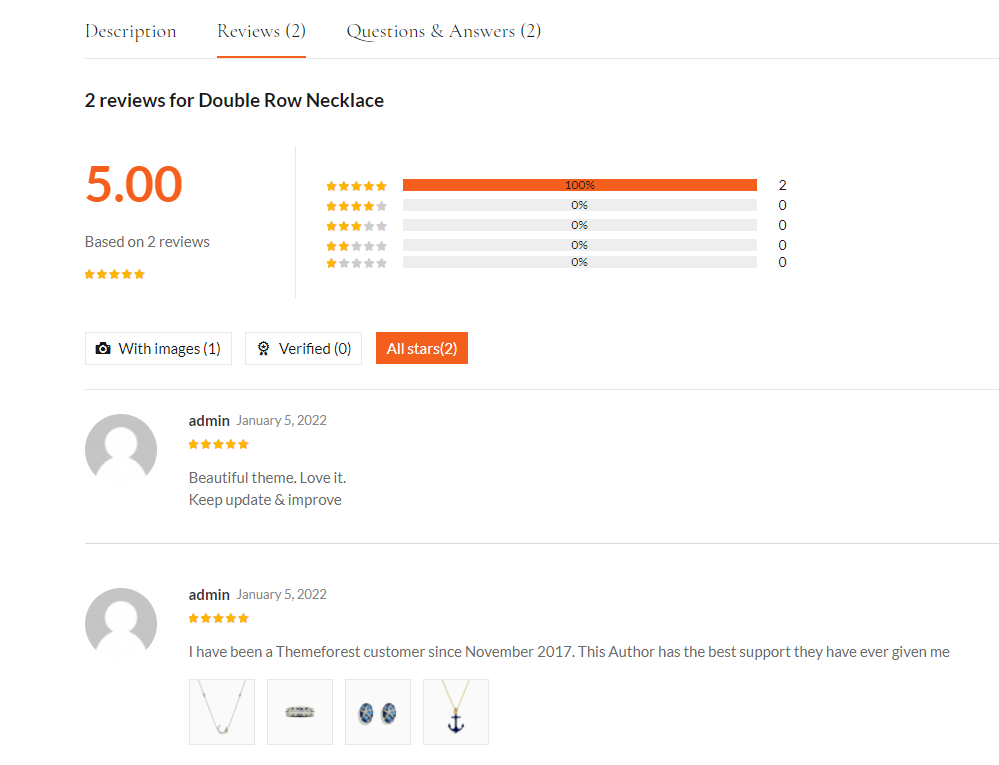 Description Reviews (2) Questions & Answers (2)
2 reviews for Double Row Necklace
5.00
Based on 2 reviews
100% 2
0% 0
0% 0
0% 0
0% 0
With images (1) Verified (0) All stars(2)
admin January 5, 2022
Beautiful theme. Love it.
Keep update & improve
admin January 5, 2022
I have been a Themeforest customer since November 2017. This Author has the best support they have ever given me